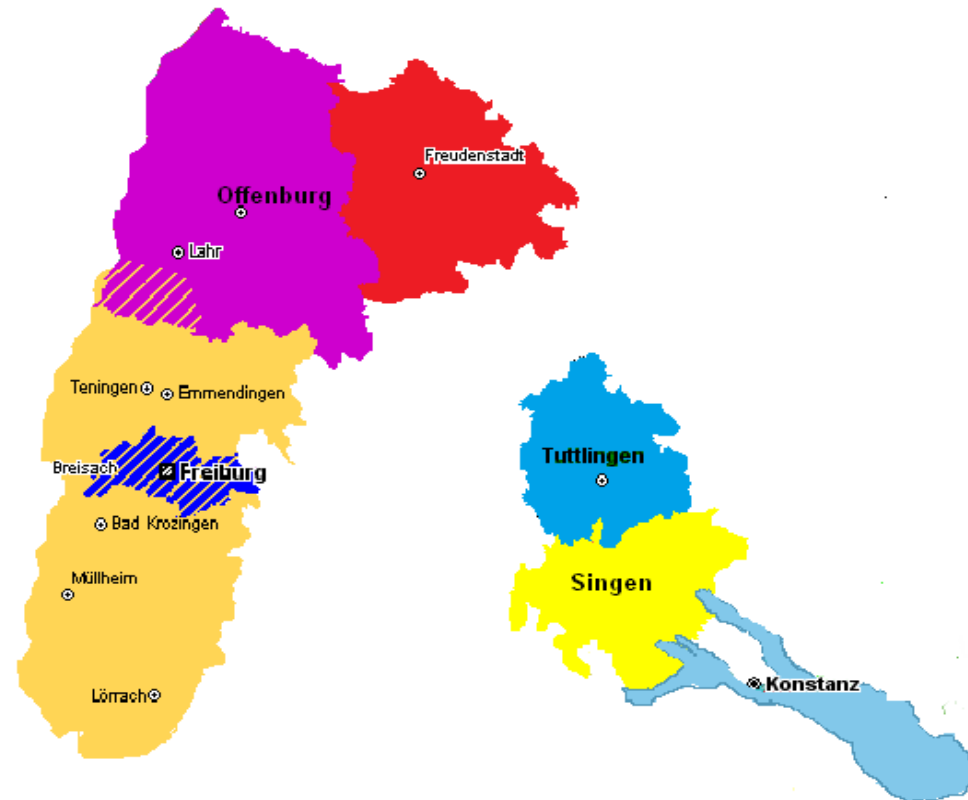 Freudenstadt
Offenburg
Lahr
Teningen
Emmendingen
Tuttlingen
Breisach
Freiburg
Bad Krozingen
Müllheim
Singen
Lörrach
Konstanz